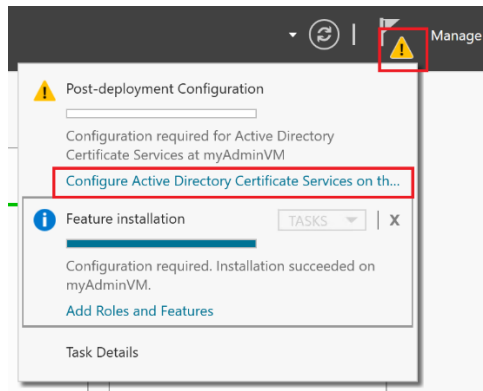 Manage
Post-deployment Configuration
Configuration required for Active Directory
Certificate Services at myAdminVM
Configure Active Directory Certificate Services on th...
Feature installation
TASKS
X
Configuration required. Installation succeeded on
myAdminVM.
Add Roles and Features
Task Details